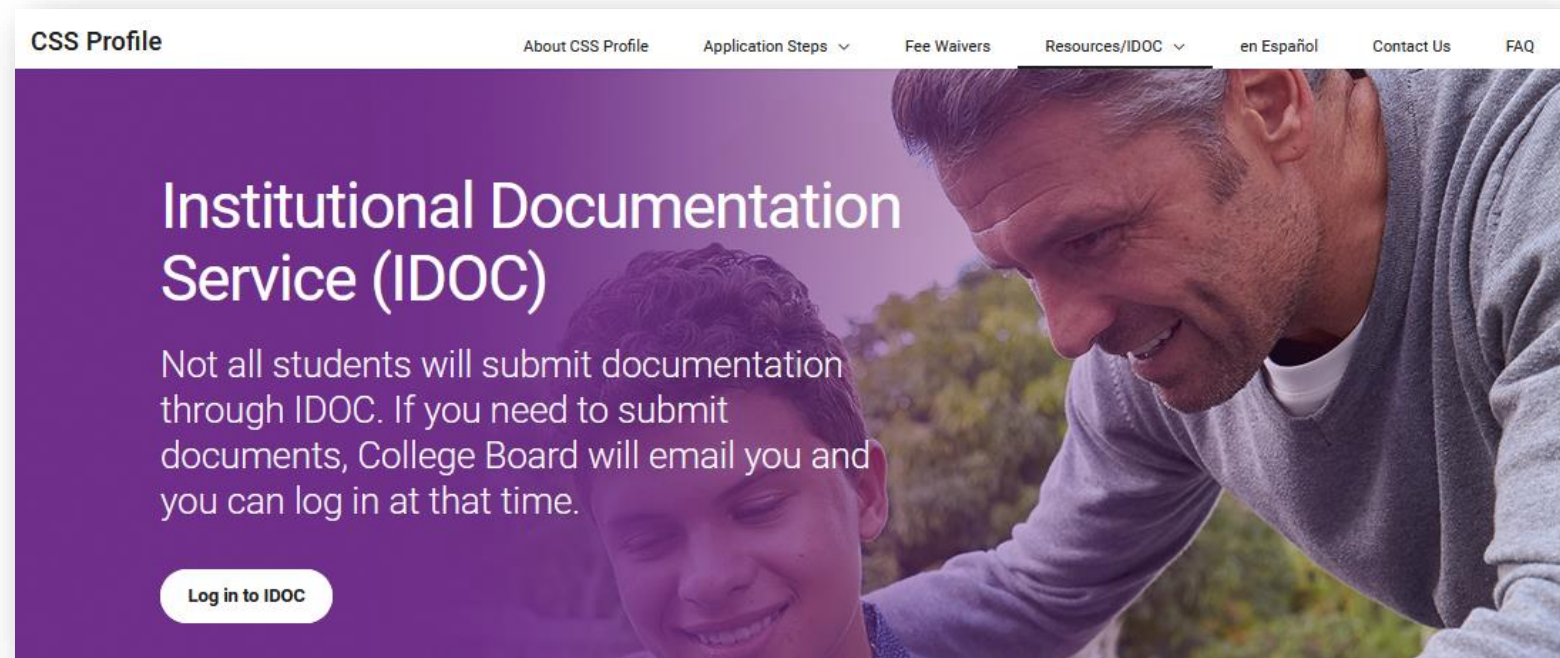 CSS Profile
About CSS Profile Application Steps Fee Waivers Resources/IDOC en Español Contact Us FAQ
Institutional Documentation
Service (IDOC)
Not all students will submit documentation
through IDOC. If you need to submit
documents, College Board will email you and
you can log in at that time.
Log in to IDOC